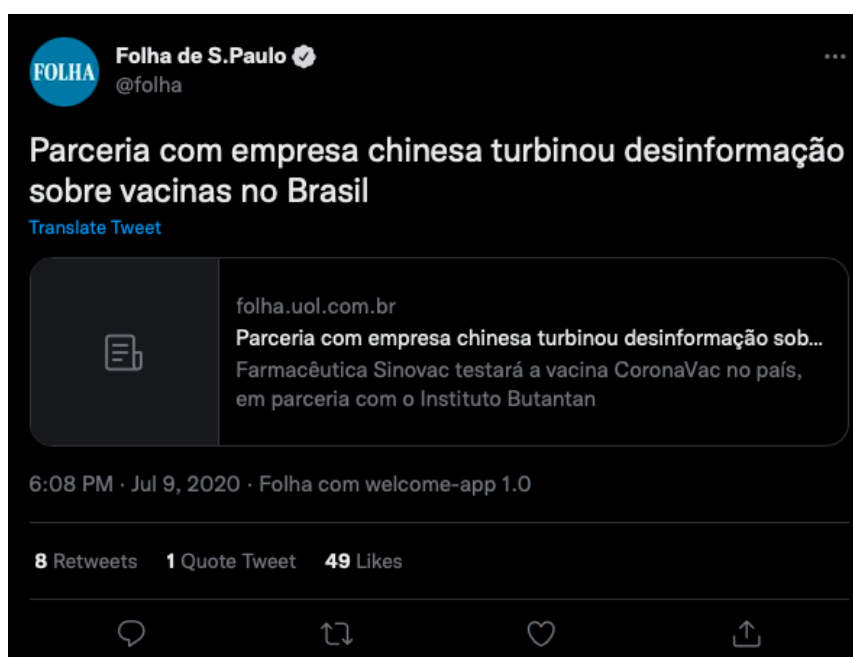 FOLHA
Folha de S.Paulo
@folha
Parceria com empresa chinesa turbinou desinformação
sobre vacinas no Brasil
Translate Tweet
folha.uol.com.br
Parceria com empresa chinesa turbinou desinformação sob...
Farmacêutica Sinovac testará a vacina CoronaVac no país,
em parceria com o Instituto Butantan
6:08 PM · Jul 9, 2020 · Folha com welcome-app 1.0
8 Retweets 1 Quote Tweet 49 Likes